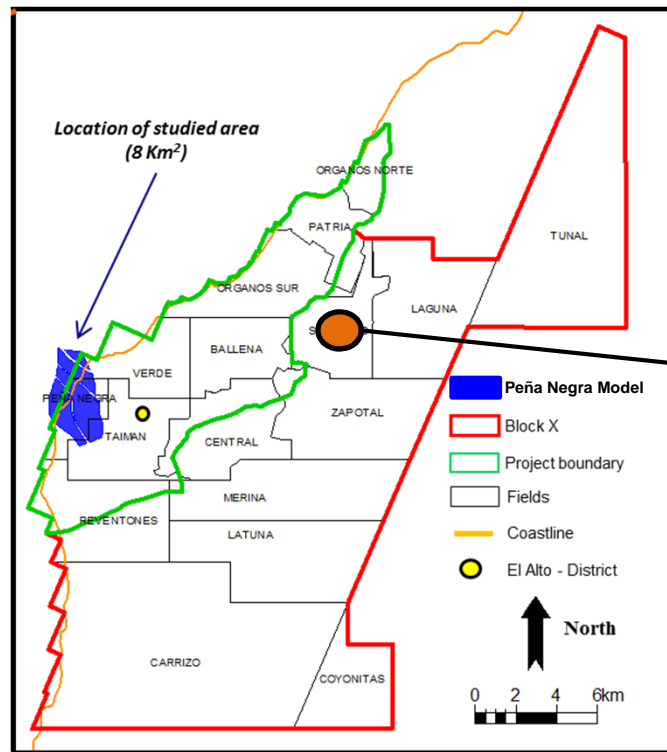 Location of studied area
(8 Km²)
ORGANOS NORTE
PATRIA
TUNAL
ORGANOS SUR
LAGUNA
BALLENA
VERDE
PEÑA NEGRA
ZAPOTAL
TAIMAN
CENTRAL
MERINA
REVENTONES
LATUNA
CARRIZO
COYONITAS
Peña Negra Model
Block X
Project boundary
Fields
Coastline
El Alto - District
North
0 2 4 6km